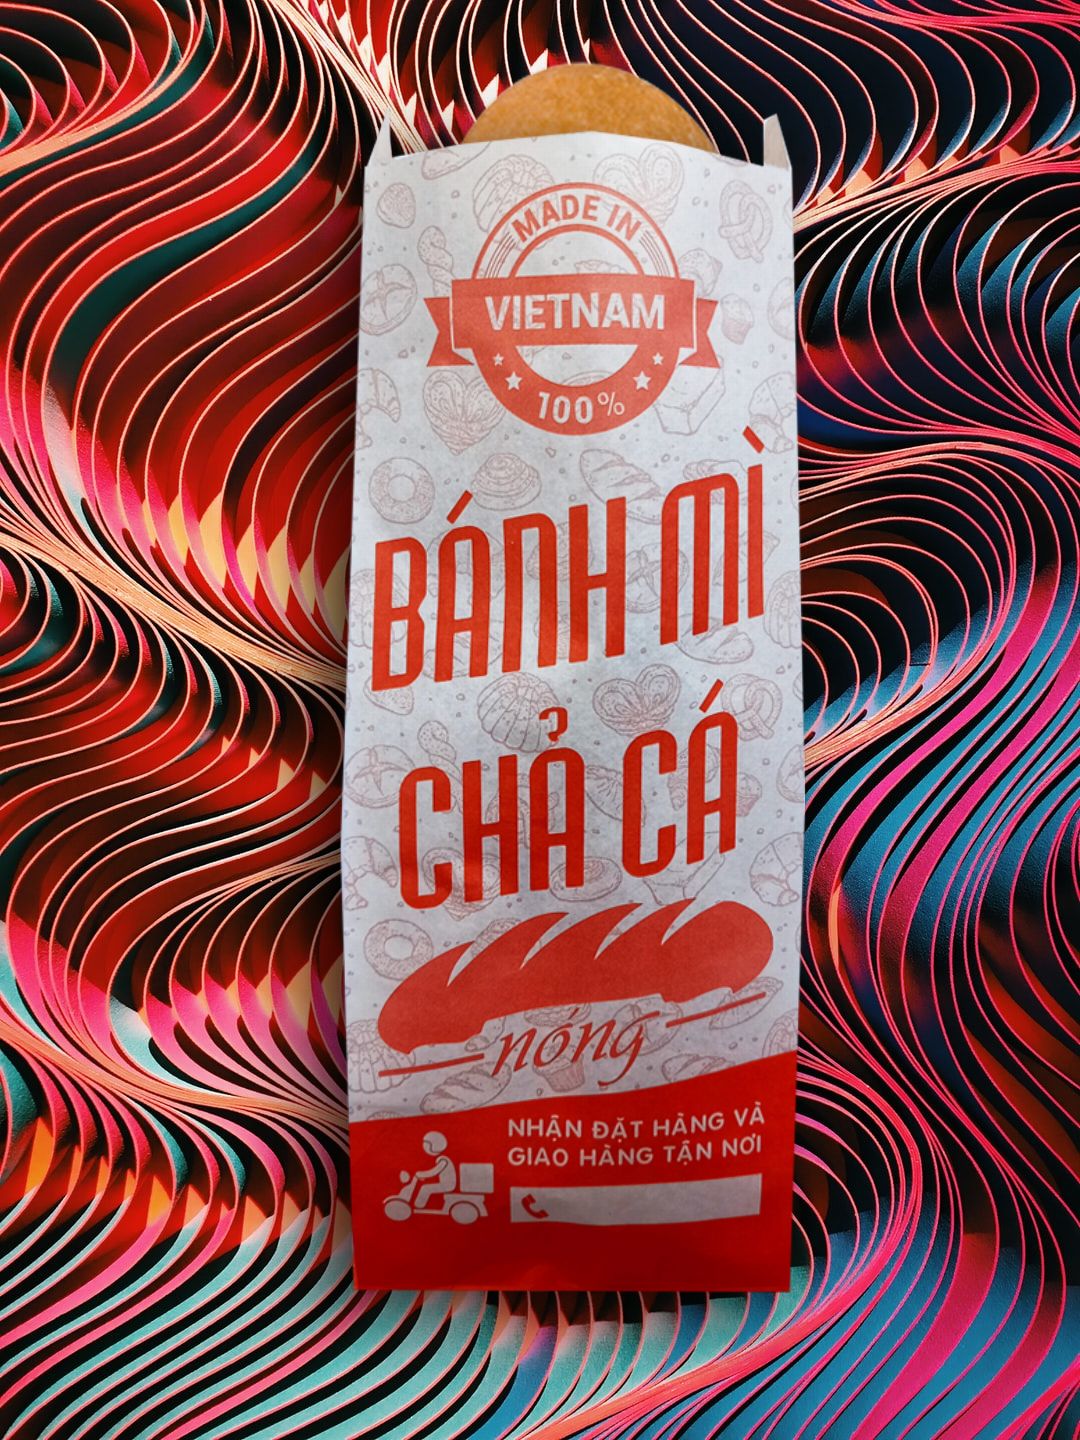 MADE IN
VIETNAM
100%
BÁNH MÌ
CHẢ CÁ
nóng
NHẬN ĐẶT HÀNG VÀ
GIAO HÀNG TẬN NƠI